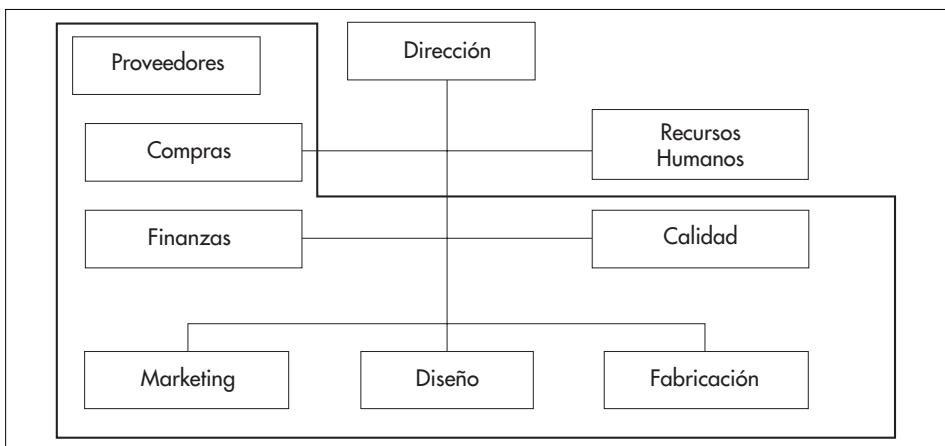 Proveedores
Dirección
Compras
Recursos
Humanos
Finanzas
Calidad
Marketing
Diseño
Fabricación